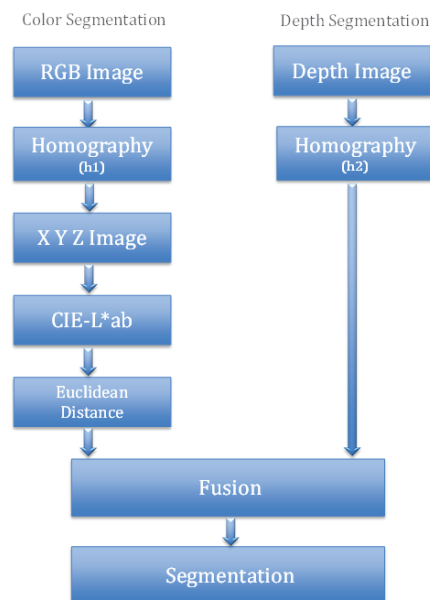 Color Segmentation
Depth Segmentation
RGB Image
Depth Image
Homography
(h1)
Homography
(h2)
X Y Z Image
CIE-L*ab
Euclidean
Distance
Fusion
Segmentation